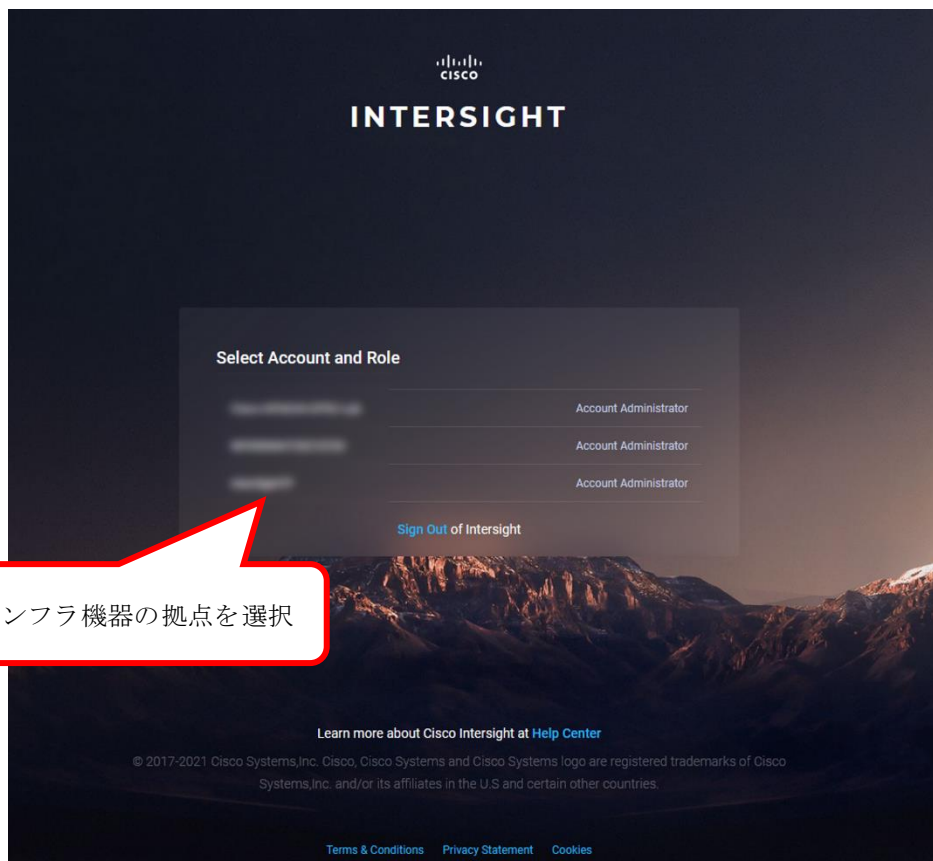 CISCO
INTERSIGHT
Select Account and Role
Account Administrator
Account Administrator
Account Administrator
Sign Out of Intersight
ンフラ機器の拠点を選択
Learn more about Cisco Intersight at Help Center
© 2017-2021 Cisco Systems,Inc. Cisco, Cisco Systems and Cisco Systems logo are registered trademarks of Cisco
Systems,Inc. and/or its affiliates in the U.S and certain other countries.
Terms & Conditions Privacy Statement Cookies